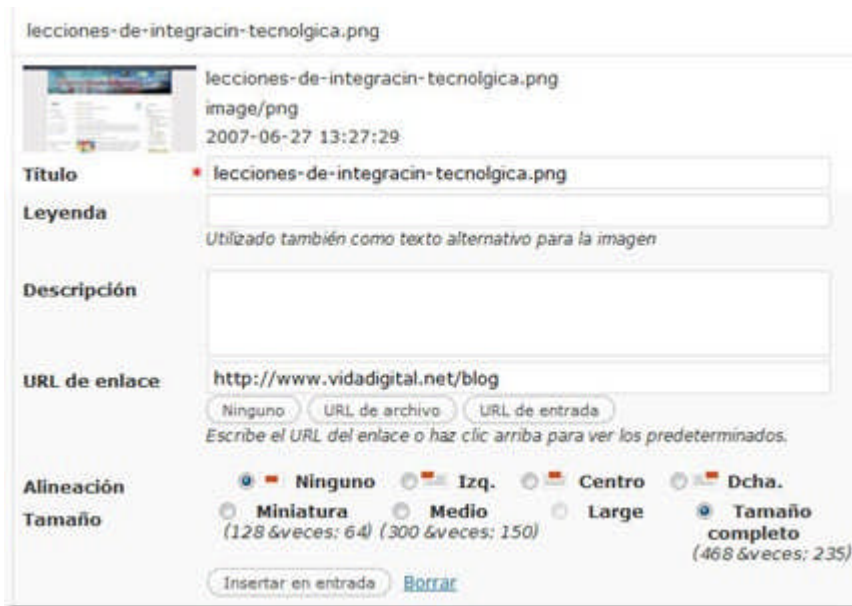 lecciones-de-integracin-tecnolgica.png
lecciones-de-integracin-tecnolgica.png
image/png
2007-06-27 13:27:29
Título * lecciones-de-integracin-tecnolgica.png
Leyenda
Utilizado también como texto alternativo para la imagen
Descripción
URL de enlace http://www.vidadigital.net/blog
Ninguno URL de archivo URL de entrada
Escribe el URL del enlace o haz clic arriba para ver los predeterminados.
Alineación Ninguno Izq. Centro Dcha.
Tamaño Miniatura Medio Large Tamaño
(128 &veces; 64) (300 &veces; 150) completo
(468 &veces; 235)
Insertar en entrada Borrar